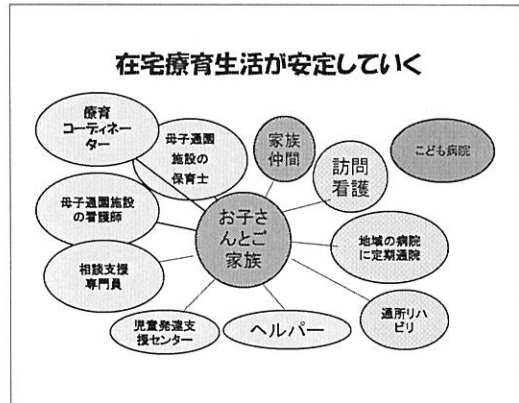 在宅療育生活が安定していく
療育
コーディネー
ター
母子通園
施設の
保育士
家族
仲間
訪問
看護
こども病院
母子通園施設
の看護師
お子さ
んとご
家族
地域の病院
に定期通院
相談支援
専門員
児童発達支
援センター
ヘルパー
通所リハ
ビリ